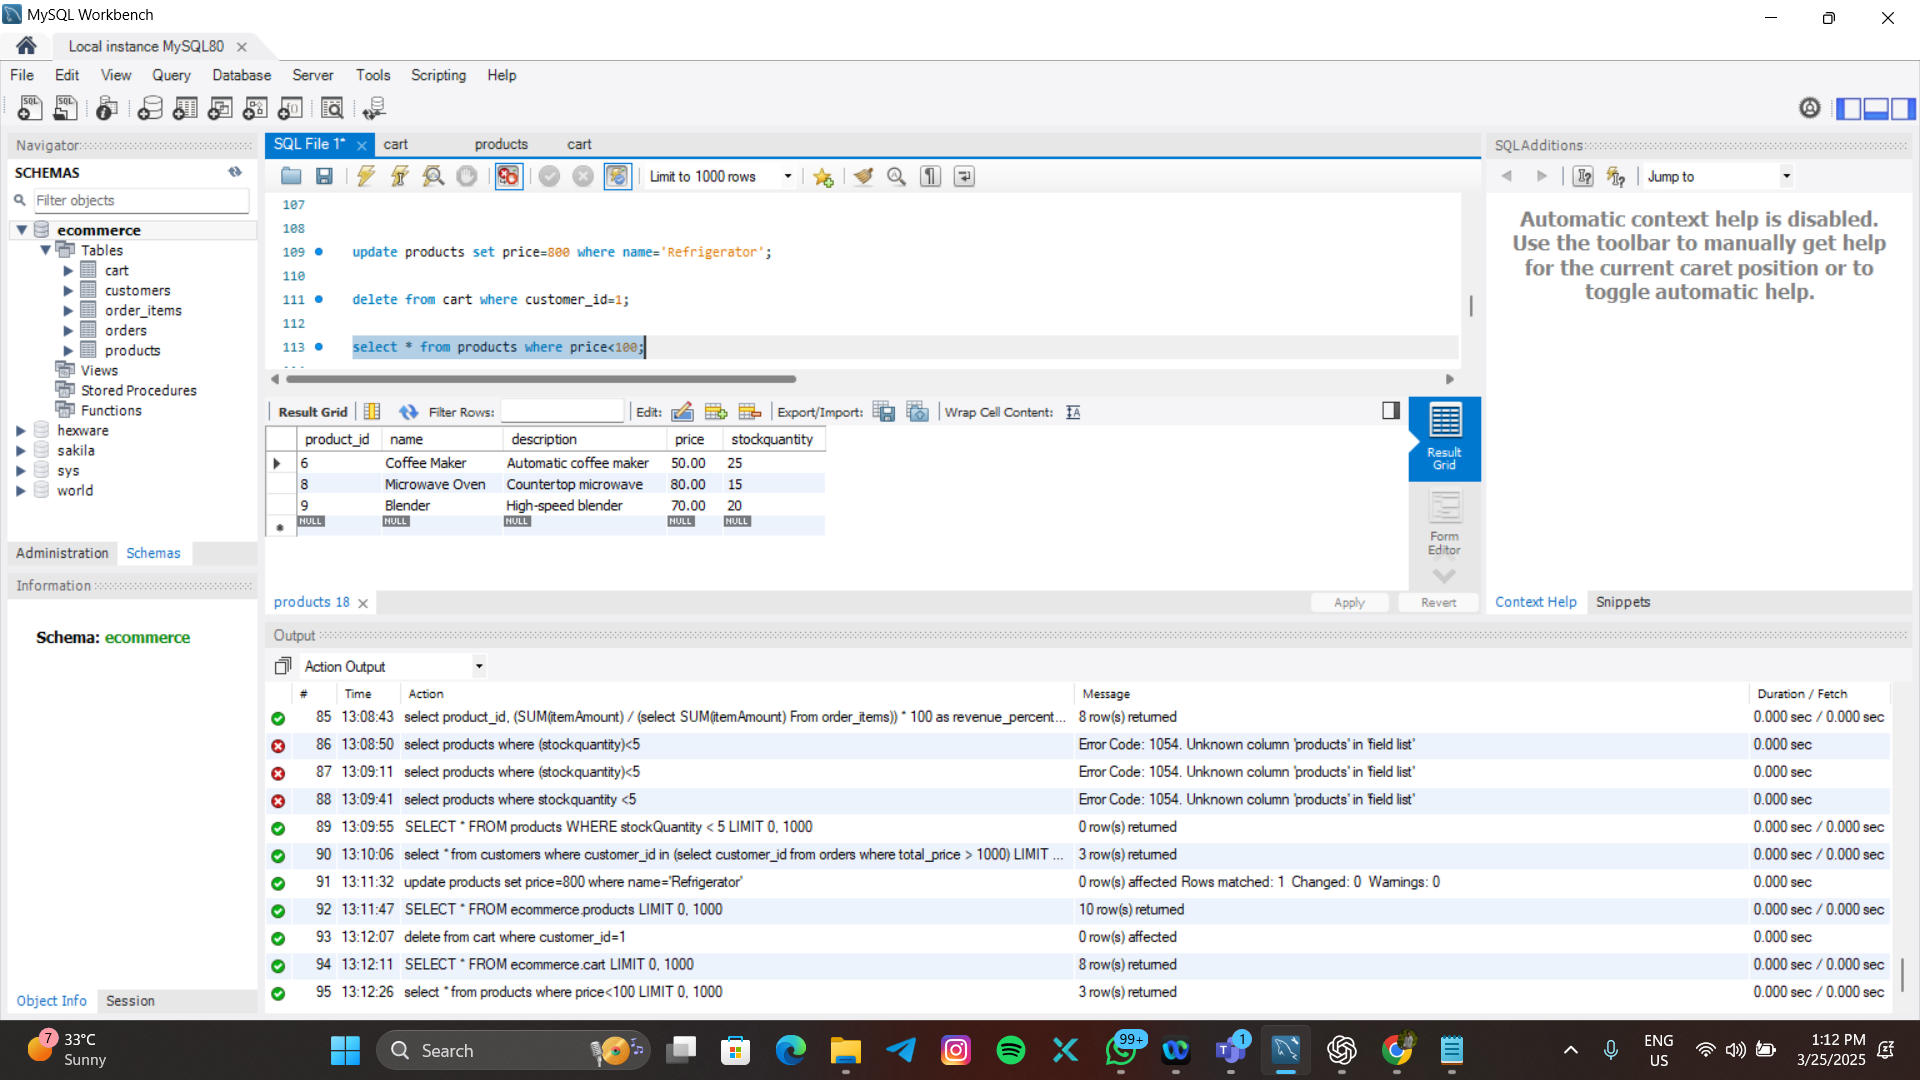 MySQL Workbench
Local instance MySQL80
File Edit View Query Database Server Tools Scripting Help
Navigator
SCHEMAS
Filter objects
ecommerce
Tables
cart
customers
order_items
orders
products
Views
Stored Procedures
Functions
hexware
sakila
sys
world
Administration Schemas
Information
Schema: ecommerce
Object Info Session
SQL File 1* cart products cart
Limit to 1000 rows
107
108
109 update products set price=800 where name='Refrigerator';
110
111 delete from cart where customer_id=1;
112
113 select * from products where price<100;
Result Grid Filter Rows: Edit: Export/Import: Wrap Cell Content:
product_id name description price stockquantity
6 Coffee Maker Automatic coffee maker 50.00 25
8 Microwave Oven Countertop microwave 80.00 15
9 Blender High-speed blender 70.00 20
NULL NULL NULL NULL NULL
Result Grid
Form Editor
products 18 Apply Revert
SQLAdditions
Jump to
Automatic context help is disabled.
Use the toolbar to manually get help
for the current caret position or to
toggle automatic help.
Context Help Snippets
Output
Action Output
# Time Action Message Duration / Fetch
85 13:08:43 select product_id, (SUM(itemAmount) / (select SUM(itemAmount) From order_items)) * 100 as revenue_percent... 8 row(s) returned 0.000 sec / 0.000 sec
86 13:08:50 select products where (stockquantity)<5 Error Code: 1054. Unknown column 'products' in 'field list' 0.000 sec
87 13:09:11 select products where (stockquantity)<5 Error Code: 1054. Unknown column 'products' in 'field list' 0.000 sec
88 13:09:41 select products where stockquantity <5 Error Code: 1054. Unknown column 'products' in 'field list' 0.000 sec
89 13:09:55 SELECT * FROM products WHERE stockQuantity < 5 LIMIT 0, 1000 0 row(s) returned 0.000 sec / 0.000 sec
90 13:10:06 select * from customers where customer_id in (select customer_id from orders where total_price > 1000) LIMIT ... 3 row(s) returned 0.000 sec / 0.000 sec
91 13:11:32 update products set price=800 where name='Refrigerator' 0 row(s) affected Rows matched: 1 Changed: 0 Warnings: 0 0.000 sec
92 13:11:47 SELECT * FROM ecommerce.products LIMIT 0, 1000 10 row(s) returned 0.000 sec / 0.000 sec
93 13:12:07 delete from cart where customer_id=1 0 row(s) affected 0.000 sec
94 13:12:11 SELECT * FROM ecommerce.cart LIMIT 0, 1000 8 row(s) returned 0.000 sec / 0.000 sec
95 13:12:26 select * from products where price<100 LIMIT 0, 1000 3 row(s) returned 0.000 sec / 0.000 sec
7 33°C
Sunny
Search
99+
1
ENG
US
1:12 PM
3/25/2025